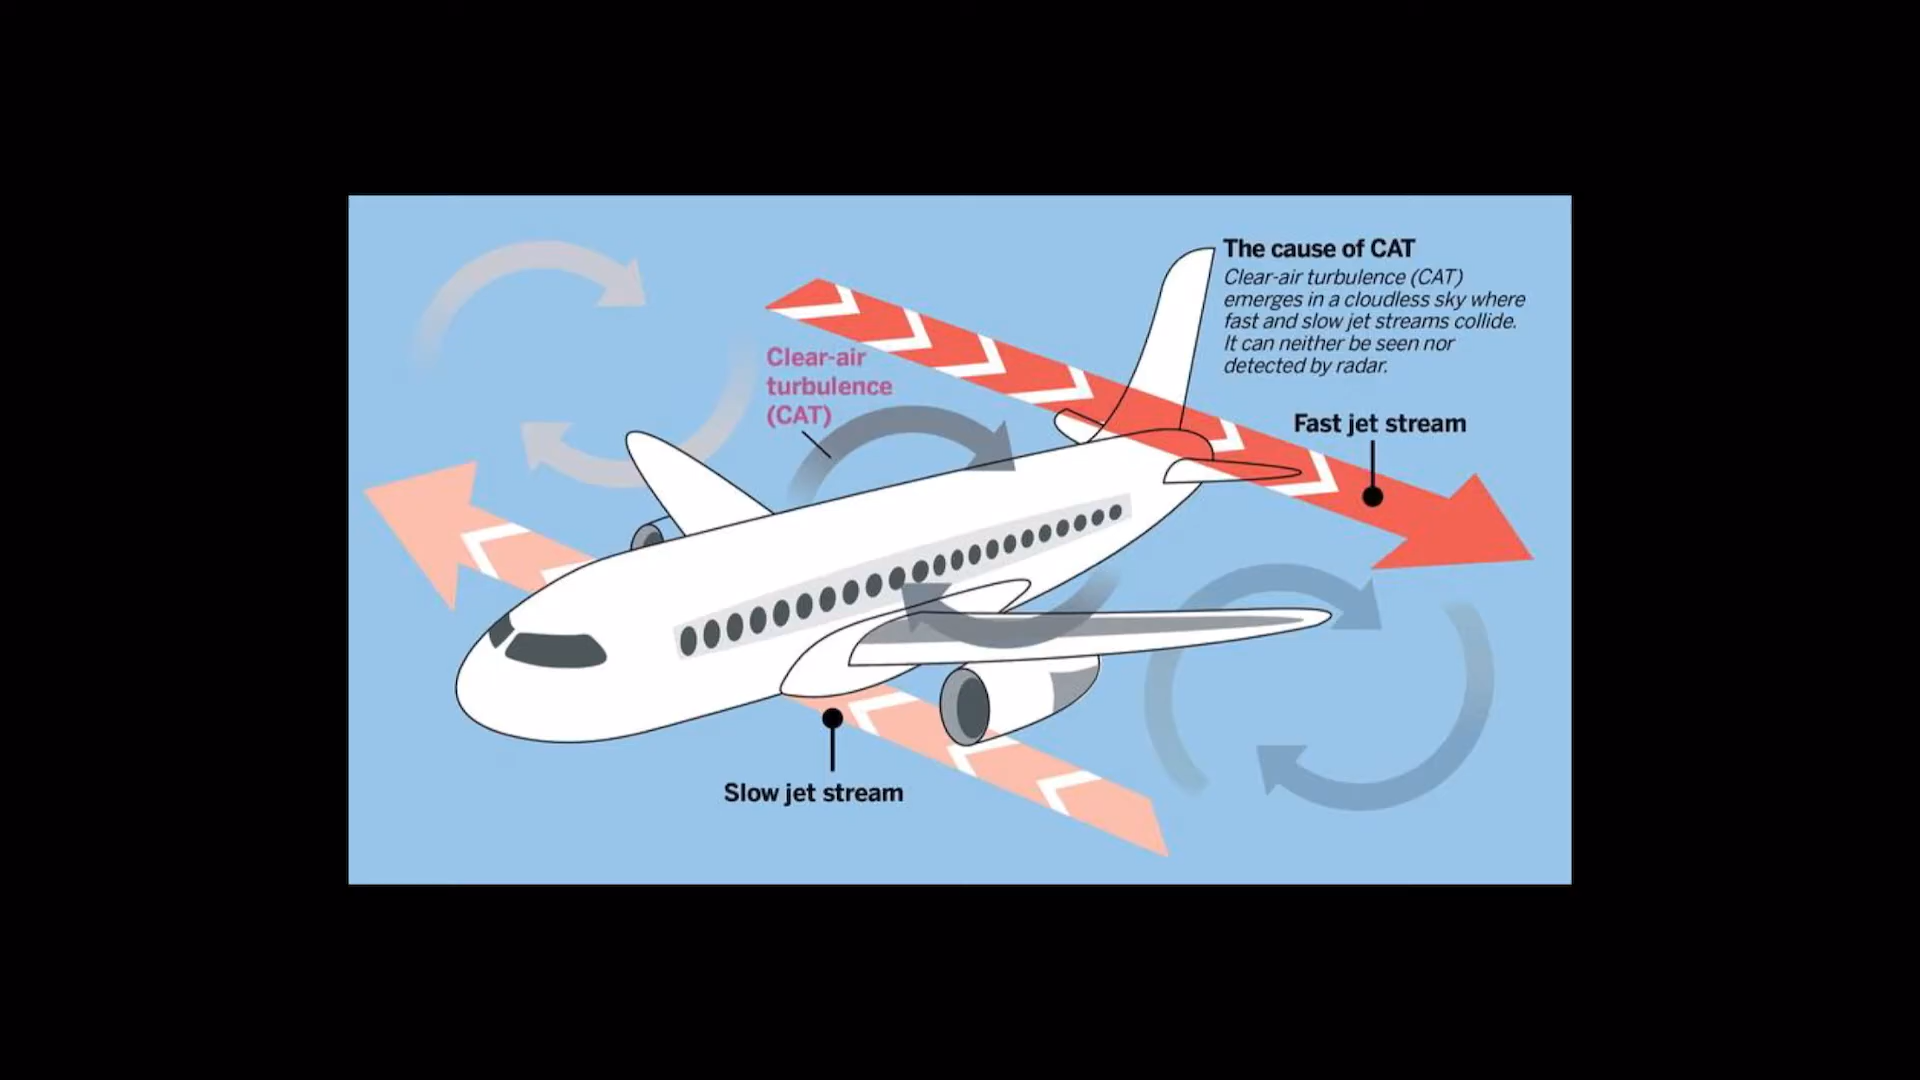 The cause of CAT
Clear-air turbulence (CAT)
emerges in a cloudless sky where
fast and slow jet streams collide.
It can neither be seen nor
detected by radar.
Clear-air
turbulence
(CAT)
Fast jet stream
Slow jet stream